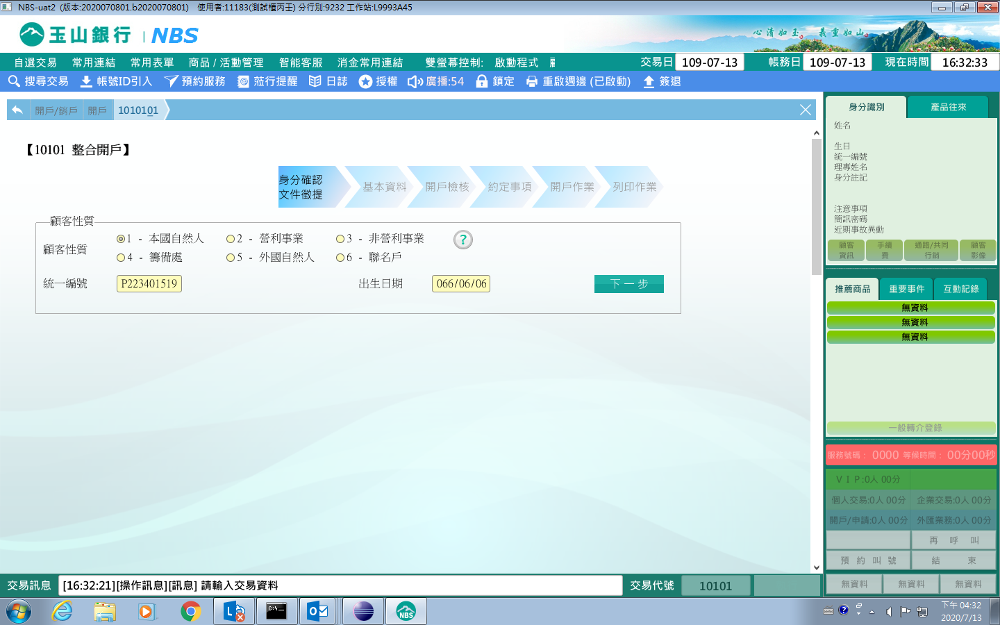 NBS-uat2 (版本:2020070801.b2020070801) 使用者:11183(測試櫃丙王) 分行別:9232 工作站:L9993A45
玉山銀行 | NBS
心清如玉。 義重如山。
自選交易 常用連結 常用表單 商品 / 活動管理 智能客服 消金常用連結 雙螢幕控制: 啟動程式
交易日 109-07-13 帳務日 109-07-13 現在時間 16:32:33
搜尋交易 帳號ID引入 預約服務 蒞行提醒 日誌 授權 廣播:54 鎖定 重啟週邊 (已啟動) 簽退
開戶/銷戶 開戶 1010101
【10101 整合開戶】
身分確認
文件徵提
基本資料 開戶檢核 約定事項 開戶作業 列印作業
顧客性質
顧客性質
1 - 本國自然人 2 - 營利事業 3 - 非營利事業 ?
4 - 籌備處 5 - 外國自然人 6 - 聯名戶
統一編號 P223401519 出生日期 066/06/06 下一步
身分識別 產品往來
姓名
生日
統一編號
理專姓名
身分註記
注意事項
簡訊密碼
近期事故異動
顧客資訊 手續費 通路/共同行銷 顧客影像
推薦商品 重要事件 互動記錄
無資料
無資料
無資料
一般轉介登錄
服務號碼: 0000 等候時間: 00分00秒
V I P:0人 00分
個人交易:0人 00分 企業交易:0人 00分
開戶/申請:0人 00分 外匯業務:0人 00分
再 呼 叫
預 約 叫 號 結 束
無資料 無資料 無資料
交易訊息 [16:32:21][操作訊息][訊息] 請輸入交易資料 交易代號 10101
C:\-
NBS
下午 04:32
2020/7/13